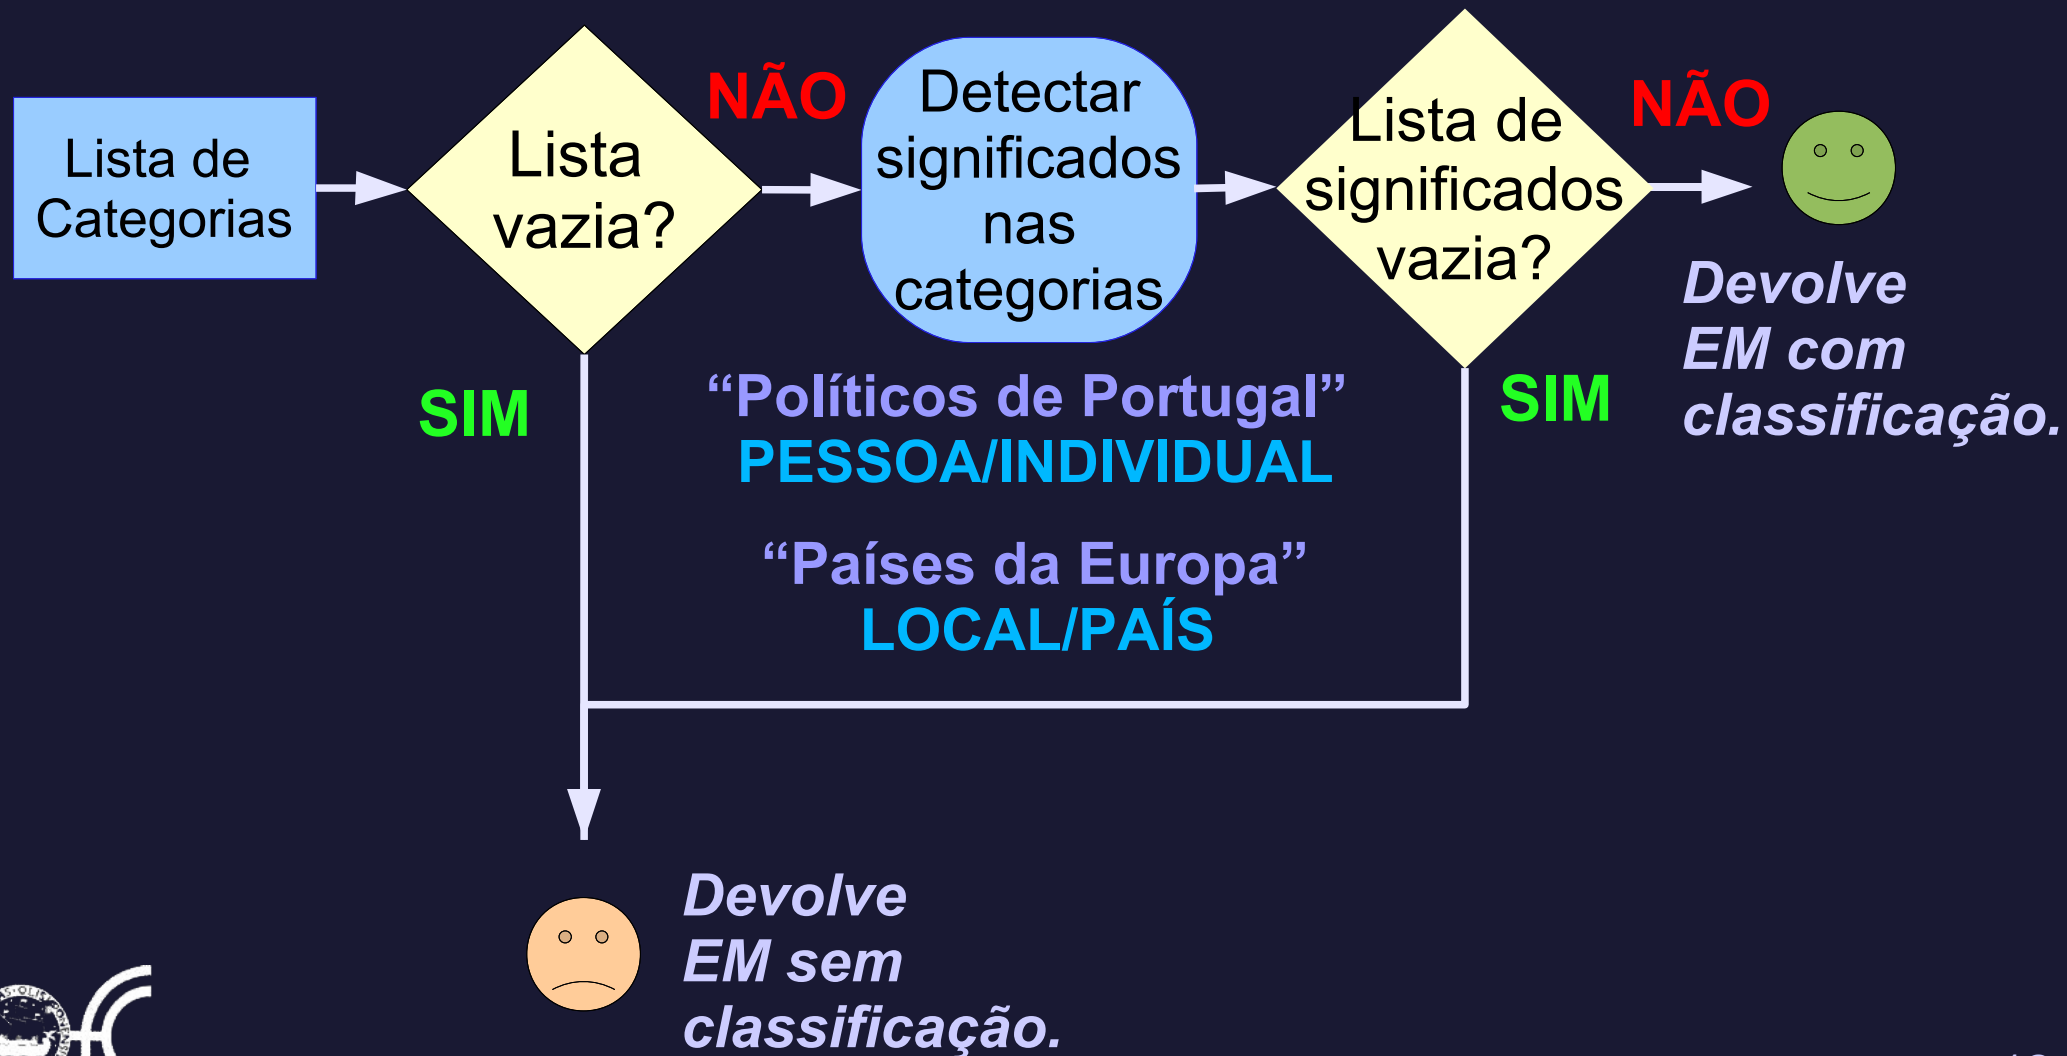 Lista de
Categorias
Lista
vazia?
NÃO
SIM
Detectar
significados
nas
categorias
“Políticos de Portugal”
PESSOA/INDIVIDUAL
“Países da Europa”
LOCAL/PAÍS
Lista de
significados
vazia?
NÃO
SIM
Devolve
EM com
classificação.
Devolve
EM sem
classificação.